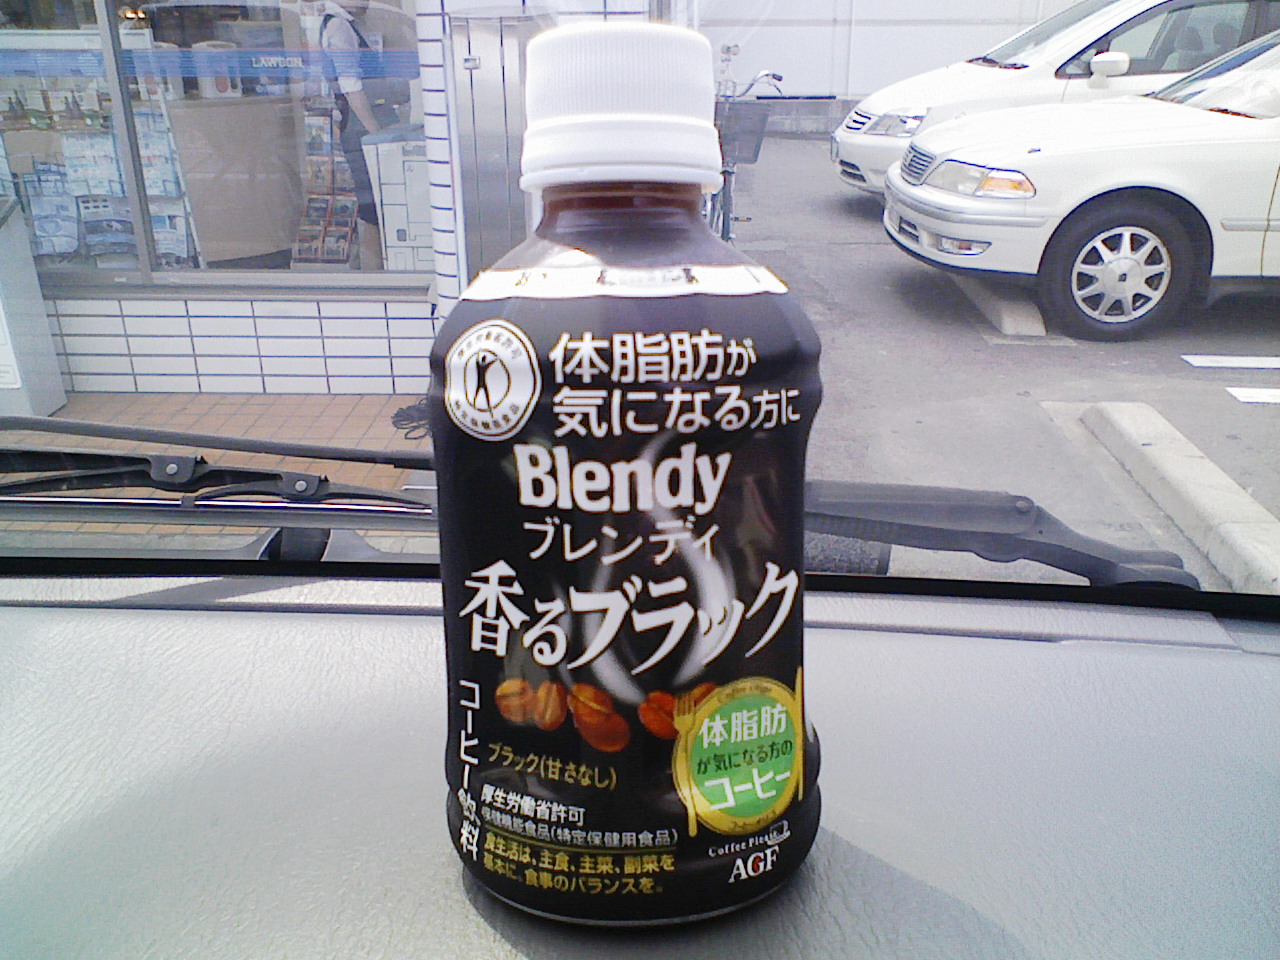 LAWSON
体脂肪が
気になる方に
Blendy
ブレンディ
香るブラック
コーヒー飲料
ブラック(甘さなし)
厚生労働省許可
保健機能食品(特定保健用食品)
食生活は、主食、主菜、副菜を
基本に、食事のバランスを。
体脂肪
が気になる方の
コーヒー
AGF